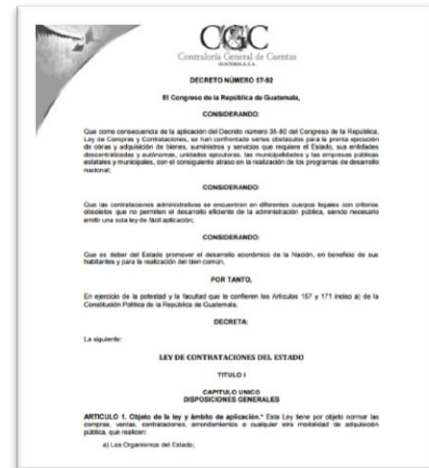 CGC
Contraloría General de Cuentas
GUATEMALA, C.A.
DECRETO NÚMERO 57-92
El Congreso de la República de Guatemala,
CONSIDERANDO:
Que como consecuencia de la aplicación del Decreto número 35-80 del Congreso de la República,
Ley de Compras y Contrataciones, se han confrontado serios obstáculos para la pronta ejecución
de obras y adquisición de bienes, suministros y servicios que requiere el Estado, sus entidades
descentralizadas y autónomas, unidades ejecutoras, las municipalidades y las empresas públicas
estatales y municipales, con el consiguiente atraso en la realización de los programas de desarrollo
nacional;
CONSIDERANDO:
Que las contrataciones administrativas se encuentran en diferentes cuerpos legales con criterios
obsoletos que no permiten el desarrollo eficiente de la administración pública, siendo necesario
emitir una sola ley de fácil aplicación;
CONSIDERANDO:
Que es deber del Estado promover el desarrollo económico de la Nación, en beneficio de sus
habitantes y para la realización del bien común,
POR TANTO,
En ejercicio de la potestad y la facultad que le confieren los Artículos 157 y 171 inciso a) de la
Constitución Política de la República de Guatemala.
DECRETA:
La siguiente:
LEY DE CONTRATACIONES DEL ESTADO
TITULO I
CAPITULO UNICO
DISPOSICIONES GENERALES
ARTICULO 1. Objeto de la ley y ámbito de aplicación.* Esta Ley tiene por objeto normar las
compras, ventas, contrataciones, arrendamientos o cualquier otra modalidad de adquisición
pública, que realicen:
a) Los Organismos del Estado;